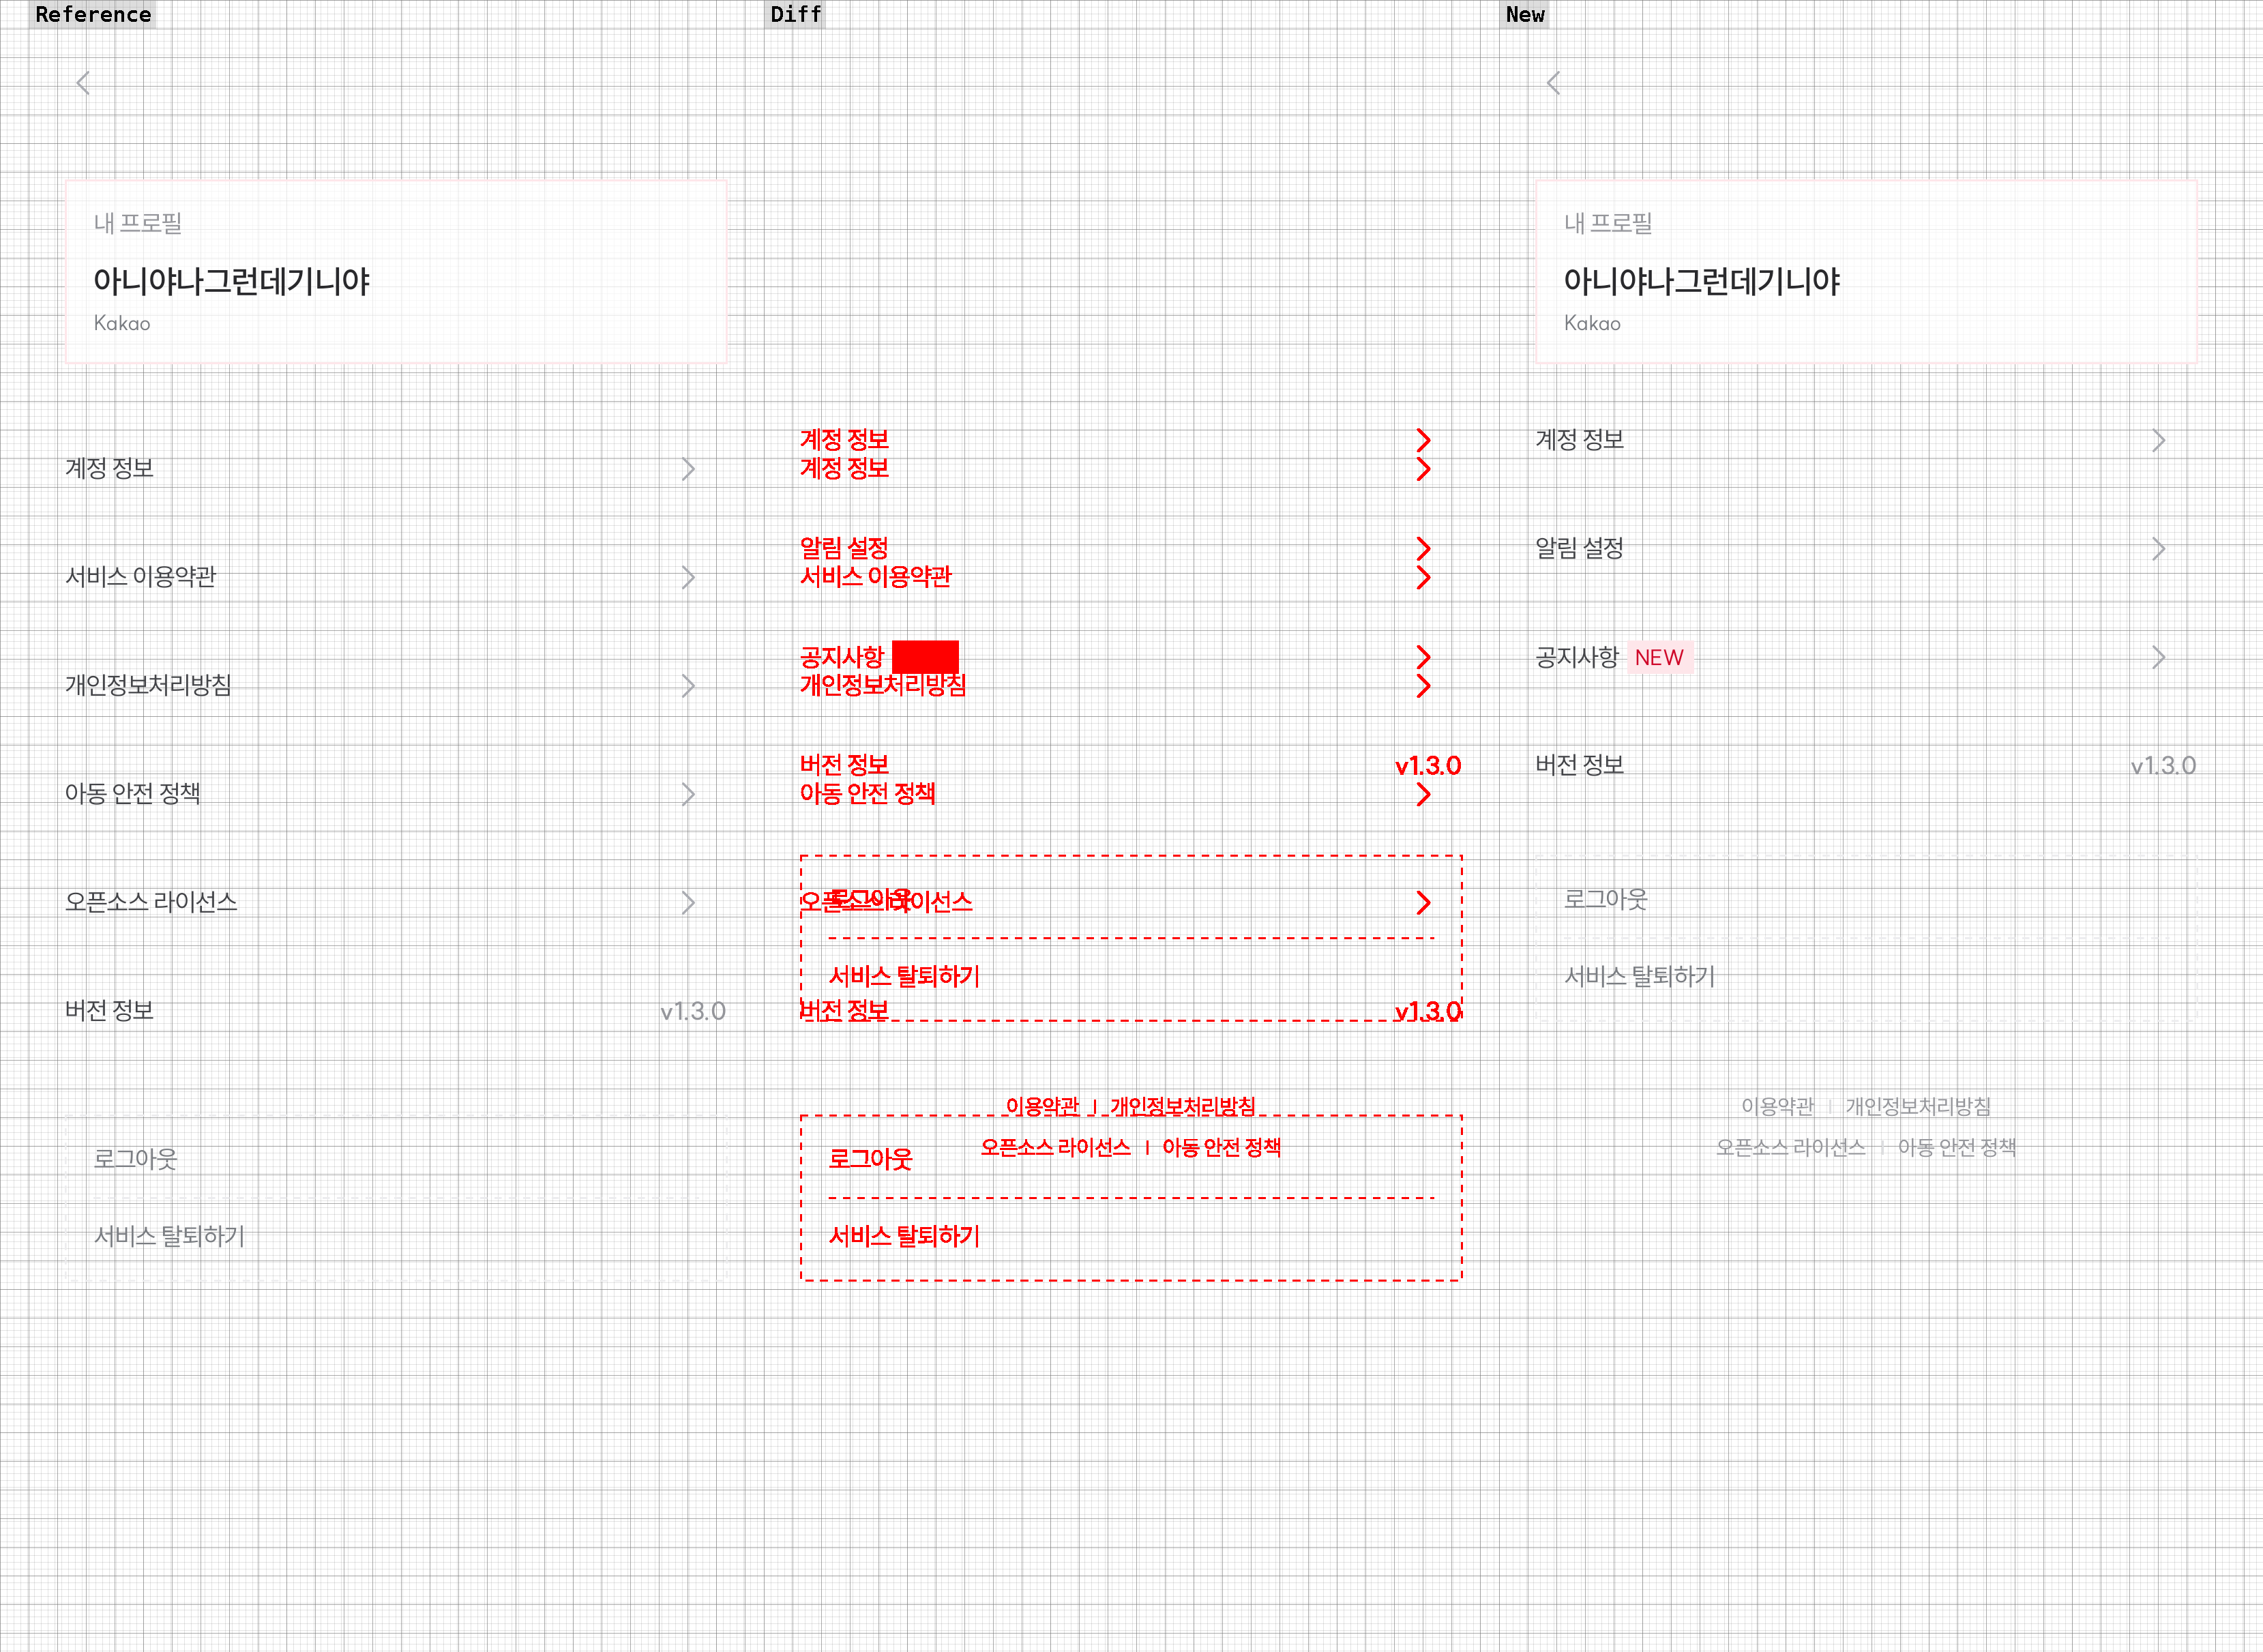 Reference
내 프로필
아니야나그런데기니야
Kakao
계정 정보
서비스 이용약관
개인정보처리방침
아동 안전 정책
오픈소스 라이선스
버전 정보 v1.3.0
로그아웃
서비스 탈퇴하기
Diff
계정 정보
계정 정보
알림 설정
서비스 이용약관
공지사항
개인정보처리방침
버전 정보 v1.3.0
아동 안전 정책
로그아웃
오픈소스 라이선스
서비스 탈퇴하기
버전 정보 v1.3.0
이용약관 | 개인정보처리방침
오픈소스 라이선스 | 아동 안전 정책
로그아웃
서비스 탈퇴하기
New
내 프로필
아니야나그런데기니야
Kakao
계정 정보
알림 설정
공지사항 NEW
버전 정보 v1.3.0
로그아웃
서비스 탈퇴하기
이용약관 | 개인정보처리방침
오픈소스 라이선스 | 아동 안전 정책